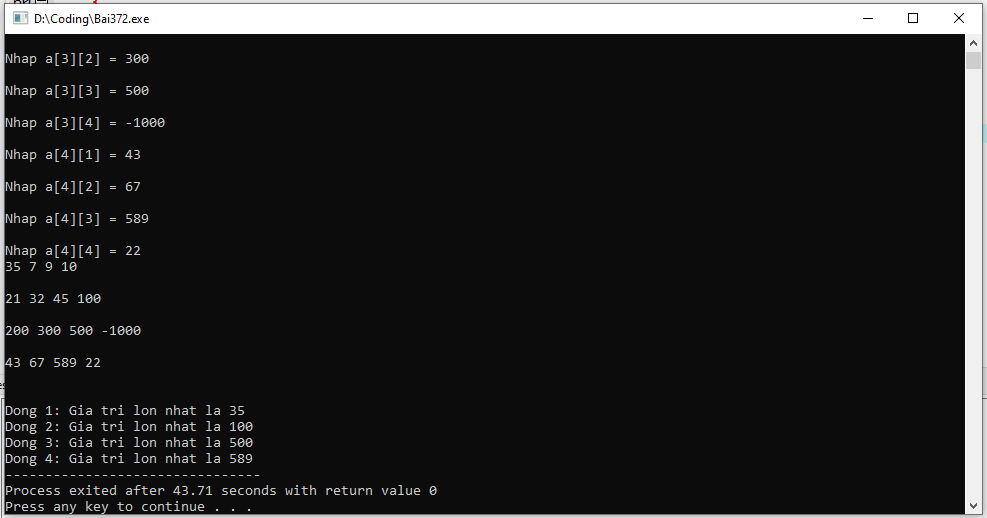 D:\Coding\Bai372.exe
Nhap a[3][2] = 300
Nhap a[3][3] = 500
Nhap a[3][4] = -1000
Nhap a[4][1] = 43
Nhap a[4][2] = 67
Nhap a[4][3] = 589
Nhap a[4][4] = 22
35 7 9 10
21 32 45 100
200 300 500 -1000
43 67 589 22
Dong 1: Gia tri lon nhat la 35
Dong 2: Gia tri lon nhat la 100
Dong 3: Gia tri lon nhat la 500
Dong 4: Gia tri lon nhat la 589
--------------------------------
Process exited after 43.71 seconds with return value 0
Press any key to continue . . .